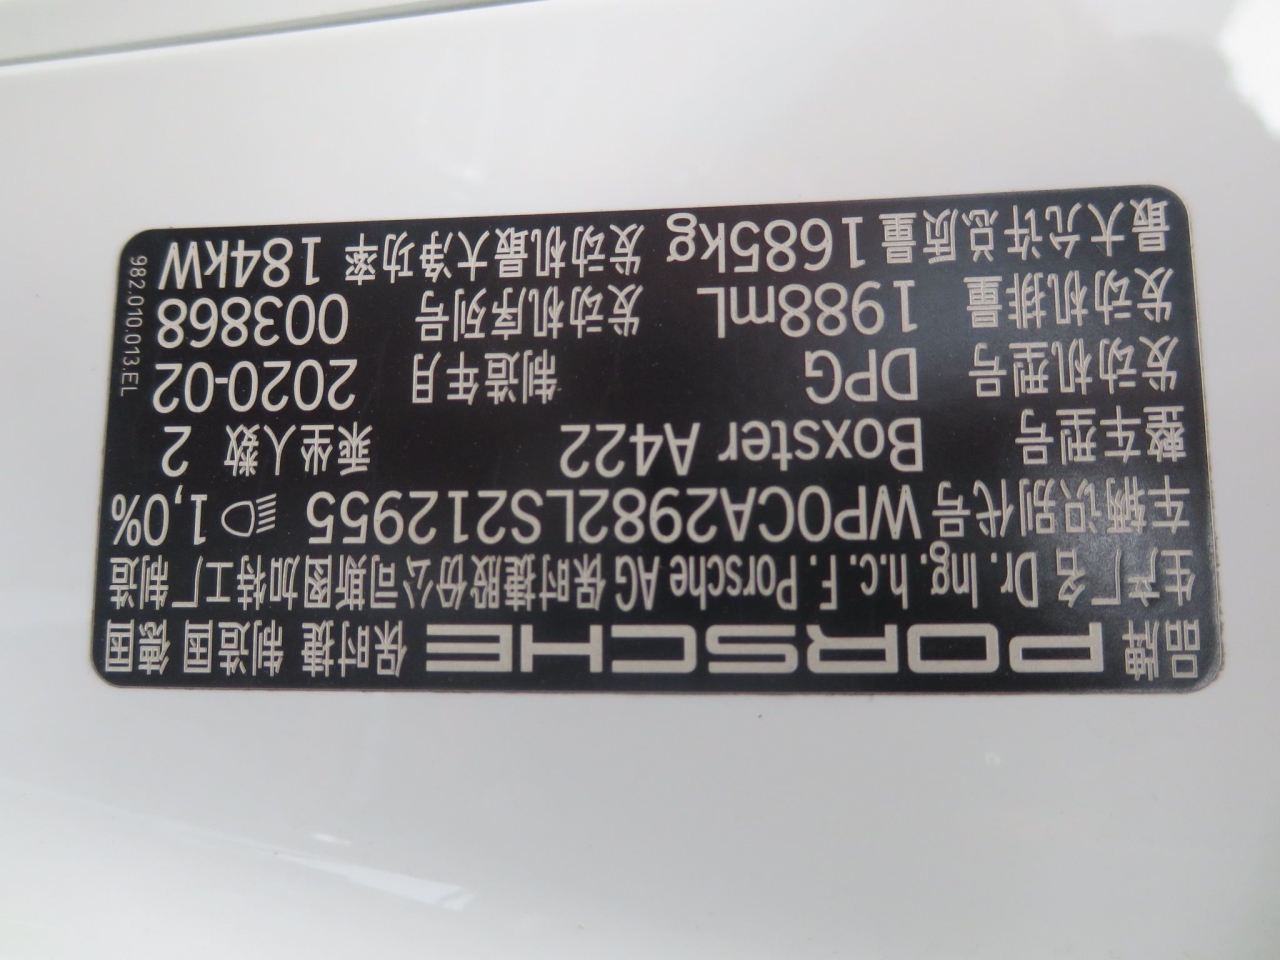 品牌 PORSCHE 保时捷 制造国 德国
生产厂名 Dr. Ing. h.c. F. Porsche AG 保时捷股份公司斯图加特工厂制造
车辆识别代号 WP0CA2982LS212955 1,0%
整车型号 Boxster A422 乘坐人数 2
发动机型号 DPG 制造年月 2020-02
发动机排量 1988mL 发动机序列号 003868
最大允许总质量 1685kg 发动机最大净功率 184kW
982.010.013.EL